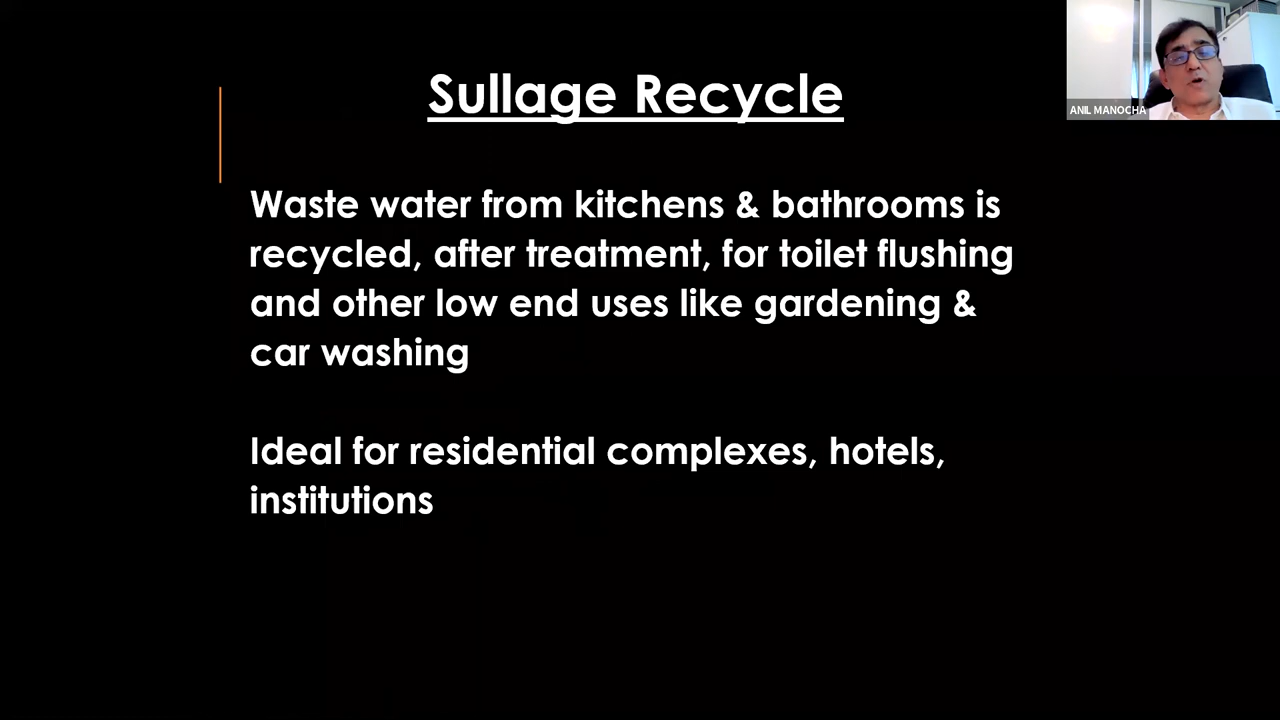 Sullage Recycle
ANIL MANOCHA
Waste water from kitchens & bathrooms is
recycled, after treatment, for toilet flushing
and other low end uses like gardening &
car washing
Ideal for residential complexes, hotels,
institutions